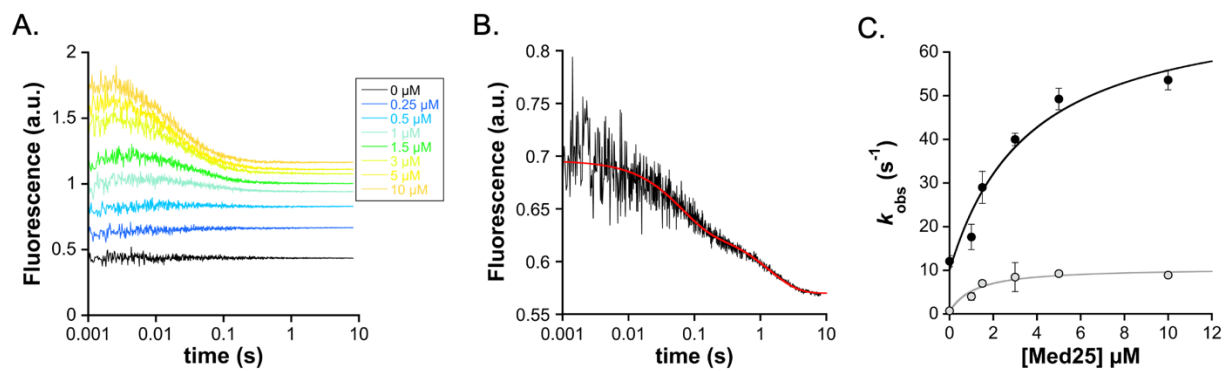 A.
Fluorescence (a.u.)
2
1.5
1
0.5
0
0.001
0.01
0.1
1
10
time (s)
0 µM
0.25 µM
0.5 µM
1 µM
1.5 µM
3 µM
5 µM
10 µM
B.
Fluorescence (a.u.)
0.8
0.75
0.7
0.65
0.6
0.55
0.001
0.01
0.1
1
10
time (s)
C.
kobs (s-1)
60
50
40
30
20
10
0
0
2
4
6
8
10
12
[Med25] µM